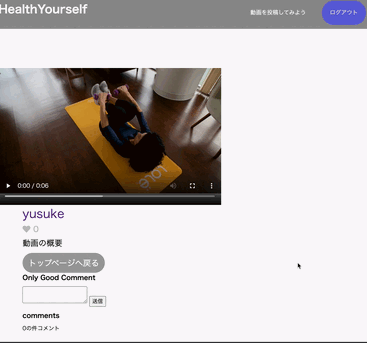 HealthYourself
動画を投稿してみよう
ログアウト
LOLE
0:00 / 0:06
yusuke
0
動画の概要
トップページへ戻る
Only Good Comment
送信
comments
0の件コメント